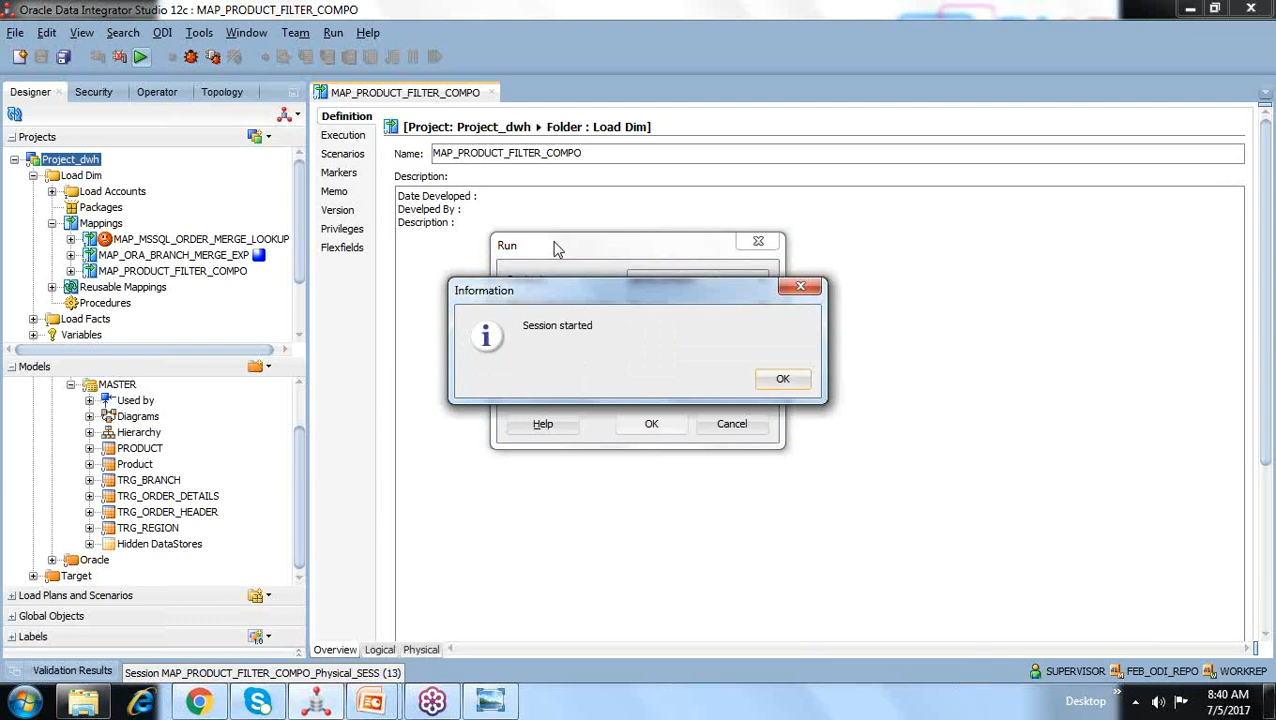 Oracle Data Integrator Studio 12c : MAP_PRODUCT_FILTER_COMPO
File Edit View Search ODI Tools Window Team Run Help
Designer Security Operator Topology
MAP_PRODUCT_FILTER_COMPO
Projects
Project_dwh
Load Dim
Load Accounts
Packages
Mappings
MAP_MSSQL_ORDER_MERGE_LOOKUP
MAP_ORA_BRANCH_MERGE_EXP
MAP_PRODUCT_FILTER_COMPO
Reusable Mappings
Procedures
Load Facts
Variables
Models
MASTER
Used by
Diagrams
Hierarchy
PRODUCT
Product
TRG_BRANCH
TRG_ORDER_DETAILS
TRG_ORDER_HEADER
TRG_REGION
Hidden DataStores
Oracle
Target
Load Plans and Scenarios
Global Objects
Labels
Definition
Execution
Scenarios
Markers
Memo
Version
Privileges
Flexfields
[Project: Project_dwh Folder : Load Dim]
Name: MAP_PRODUCT_FILTER_COMPO
Description:
Date Developed :
Develped By :
Description :
Run
Information
Session started
OK
Help OK Cancel
Overview Logical Physical
Validation Results Session MAP_PRODUCT_FILTER_COMPO_Physical_SESS (13)
SUPERVISOR FEB_ODI_REPO WORKREP
Desktop
8:40 AM
7/5/2017